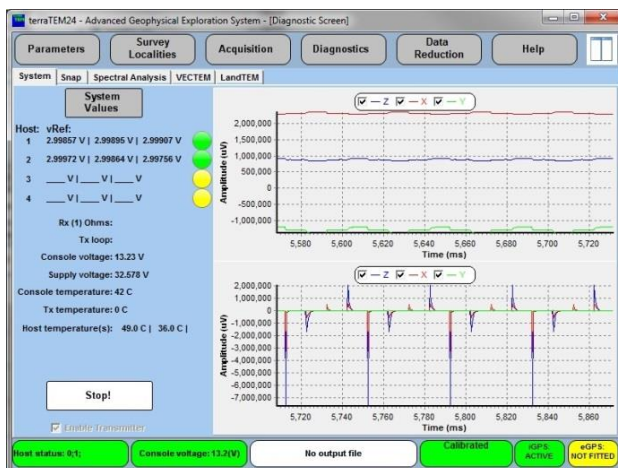 terraTEM24 - Advanced Geophysical Exploration System - [Diagnostic Screen]
Parameters
Survey Localities
Acquisition
Diagnostics
Data Reduction
Help
System | Snap | Spectral Analysis | VECTEM | LandTEM
System Values
Host: vRef:
1 2.99857 V | 2.99895 V | 2.99907 V
2 2.99972 V | 2.99864 V | 2.99756 V
3 ___ V | ___ V | ___ V
4 ___ V | ___ V | ___ V
Rx (1) Ohms:
Tx loop:
Console voltage: 13.23 V
Supply voltage: 32.578 V
Console temperature: 42 C
Tx temperature: 0 C
Host temperature(s): 49.0 C | 36.0 C |
Stop!
Enable Transmitter
Z X Y
Amplitude (uV)
2,000,000
1,500,000
1,000,000
500,000
0
-500,000
-1,000,000
5,580 5,600 5,620 5,640 5,660 5,680 5,700 5,720
Time (ms)
Z X Y
Amplitude (uV)
2,000,000
1,000,000
0
-1,000,000
-2,000,000
-3,000,000
-4,000,000
-5,000,000
-6,000,000
-7,000,000
5,720 5,740 5,760 5,780 5,800 5,820 5,840 5,860
Time (ms)
Host status: 0;1;
Console voltage: 13.2(V)
No output file
Calibrated
iGPS: ACTIVE
eGPS: NOT FITTED